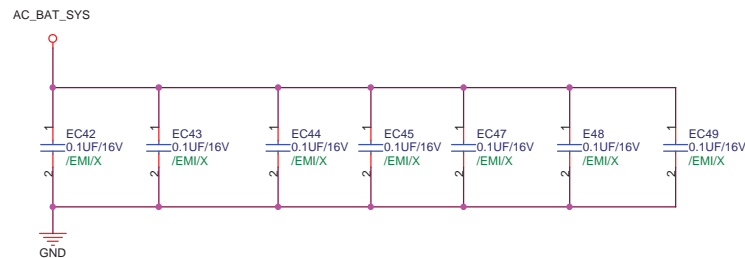 AC_BAT_SYS
1
EC42
0.1UF/16V
/EMI/X
2
1
EC43
0.1UF/16V
/EMI/X
2
1
EC44
0.1UF/16V
/EMI/X
2
1
EC45
0.1UF/16V
/EMI/X
2
1
EC47
0.1UF/16V
/EMI/X
2
1
E48
0.1UF/16V
/EMI/X
2
1
EC49
0.1UF/16V
/EMI/X
2
GND